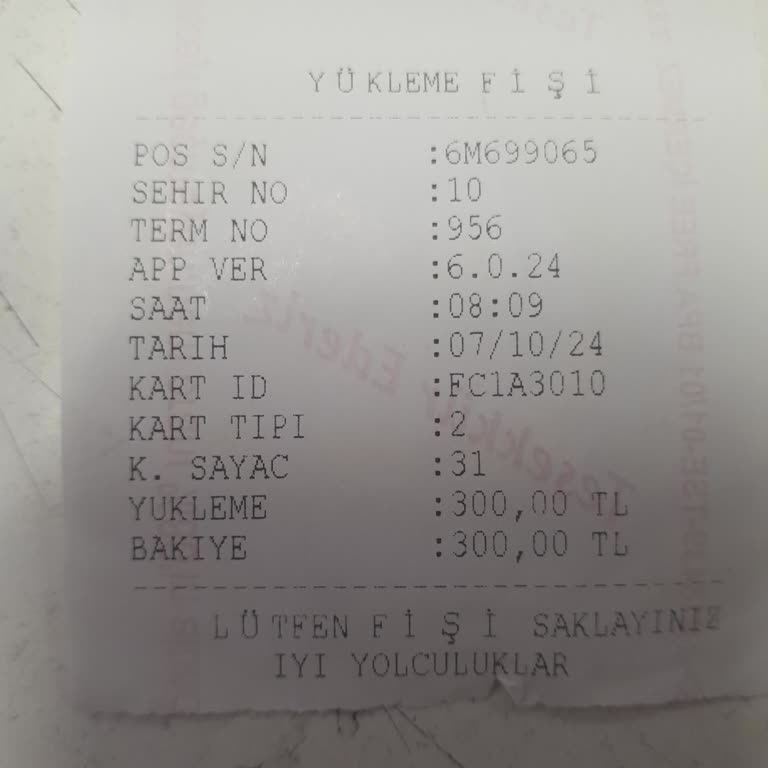 YÜKLEME FİŞİ
POS S/N :6M699065
SEHIR NO :10
TERM NO :956
APP VER :6.0.24
SAAT :08:09
TARIH :07/10/24
KART ID :FC1A3010
KART TIPI :2
K. SAYAC :31
YUKLEME :300,00 TL
BAKIYE :300,00 TL
LÜTFEN FİŞİ SAKLAYINIZ
IYI YOLCULUKLAR
Teşekkür Ederiz